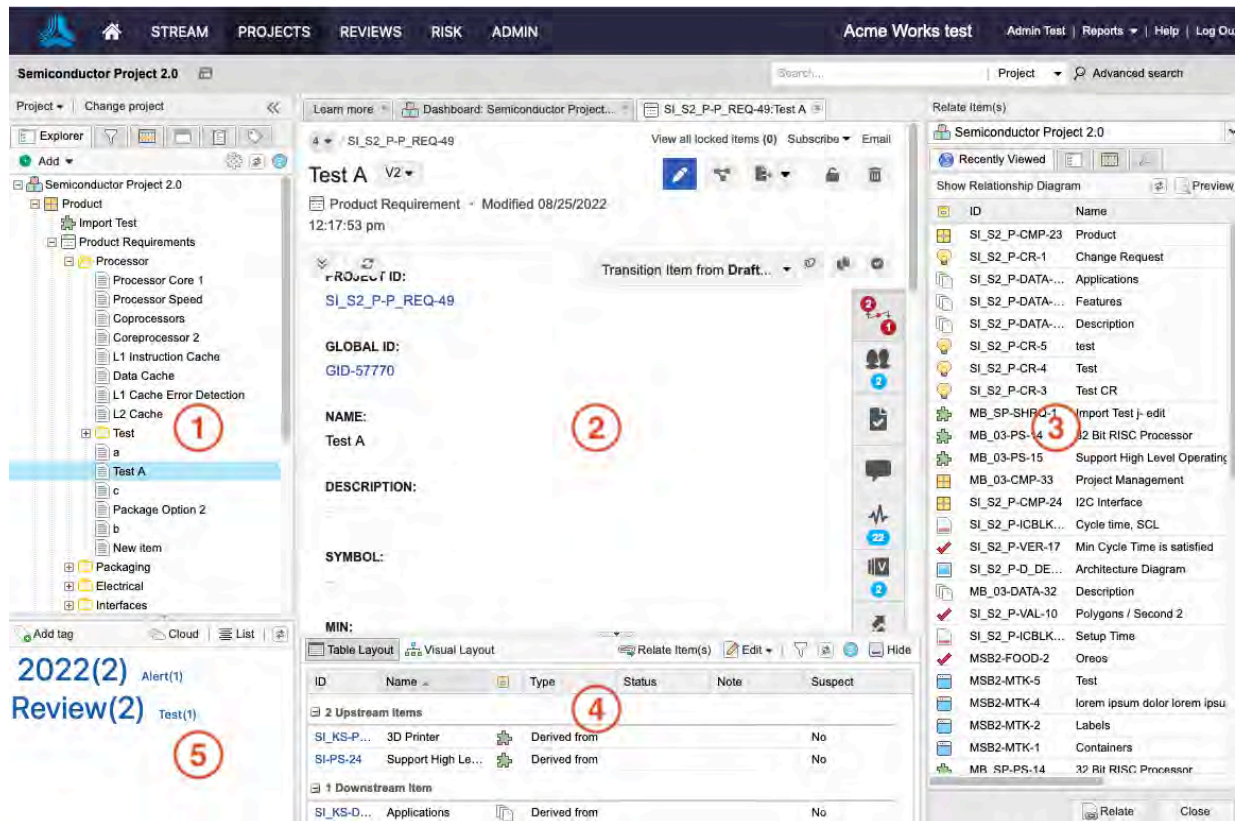 STREAM PROJECTS REVIEWS RISK ADMIN Acme Works test Admin Test | Reports | Help | Log Ou
Semiconductor Project 2.0 Search... Project Advanced search
Project Change project
Explorer
Add
Semiconductor Project 2.0
Product
Import Test
Product Requirements
Processor
Processor Core 1
Processor Speed
Coprocessors
Coreprocessor 2
L1 Instruction Cache
Data Cache
L1 Cache Error Detection
L2 Cache
Test
a
Test A
c
Package Option 2
b
New item
Packaging
Electrical
Interfaces
1
Add tag Cloud | List
2022(2) Alert(1)
Review(2) Test(1)
5
Learn more Dashboard: Semiconductor Project... SI_S2_P-P_REQ-49:Test A
4 / SI_S2_P-P_REQ-49 View all locked items (0) Subscribe Email
Test A V2
Product Requirement · Modified 08/25/2022
12:17:53 pm
Transition Item from Draft...
PROJECT ID:
SI_S2_P-P_REQ-49
GLOBAL ID:
GID-57770
NAME:
Test A
DESCRIPTION:
SYMBOL:
MIN:
2
2
1
2
22
2
Table Layout Visual Layout Relate Item(s) Edit Hide
ID Name Type Status Note Suspect
2 Upstream Items
SI_KS-P... 3D Printer Derived from No
SI-PS-24 Support High Le... Derived from No
1 Downstream Item
SI_KS-D... Applications Derived from No
4
Relate Item(s)
Semiconductor Project 2.0
Recently Viewed
Show Relationship Diagram Preview
ID Name
SI_S2_P-CMP-23 Product
SI_S2_P-CR-1 Change Request
SI_S2_P-DATA-... Applications
SI_S2_P-DATA-... Features
SI_S2_P-DATA-... Description
SI_S2_P-CR-5 test
SI_S2_P-CR-4 Test
SI_S2_P-CR-3 Test CR
MB_SP-SHRQ-1 Import Test j- edit
MB_03-PS-14 32 Bit RISC Processor
MB_03-PS-15 Support High Level Operating
MB_03-CMP-33 Project Management
SI_S2_P-CMP-24 I2C Interface
SI_S2_P-ICBLK... Cycle time, SCL
SI_S2_P-VER-17 Min Cycle Time is satisfied
SI_S2_P-D_DE... Architecture Diagram
MB_03-DATA-32 Description
SI_S2_P-VAL-10 Polygons / Second 2
SI_S2_P-ICBLK... Setup Time
MSB2-FOOD-2 Oreos
MSB2-MTK-5 Test
MSB2-MTK-4 lorem ipsum dolor lorem ipsu
MSB2-MTK-2 Labels
MSB2-MTK-1 Containers
MB_SP-PS-14 32 Bit RISC Processor
3
Relate Close